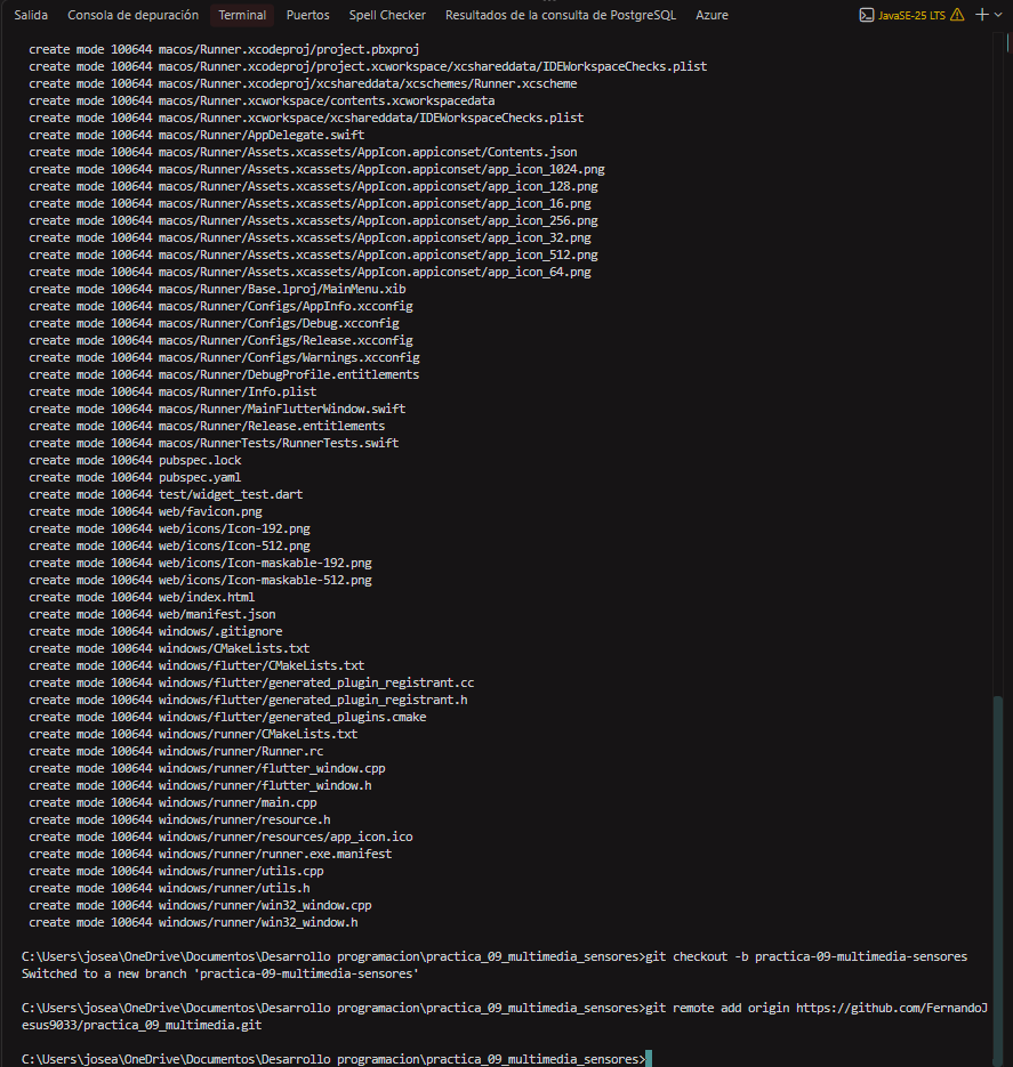 Salida Consola de depuración Terminal Puertos Spell Checker Resultados de la consulta de PostgreSQL Azure JavaSE-25 LTS
create mode 100644 macos/Runner.xcodeproj/project.pbxproj
create mode 100644 macos/Runner.xcodeproj/project.xcworkspace/xcshareddata/IDEWorkspaceChecks.plist
create mode 100644 macos/Runner.xcodeproj/xcshareddata/xcschemes/Runner.xcscheme
create mode 100644 macos/Runner.xcworkspace/contents.xcworkspacedata
create mode 100644 macos/Runner.xcworkspace/xcshareddata/IDEWorkspaceChecks.plist
create mode 100644 macos/Runner/AppDelegate.swift
create mode 100644 macos/Runner/Assets.xcassets/AppIcon.appiconset/Contents.json
create mode 100644 macos/Runner/Assets.xcassets/AppIcon.appiconset/app_icon_1024.png
create mode 100644 macos/Runner/Assets.xcassets/AppIcon.appiconset/app_icon_128.png
create mode 100644 macos/Runner/Assets.xcassets/AppIcon.appiconset/app_icon_16.png
create mode 100644 macos/Runner/Assets.xcassets/AppIcon.appiconset/app_icon_256.png
create mode 100644 macos/Runner/Assets.xcassets/AppIcon.appiconset/app_icon_32.png
create mode 100644 macos/Runner/Assets.xcassets/AppIcon.appiconset/app_icon_512.png
create mode 100644 macos/Runner/Assets.xcassets/AppIcon.appiconset/app_icon_64.png
create mode 100644 macos/Runner/Base.lproj/MainMenu.xib
create mode 100644 macos/Runner/Configs/AppInfo.xcconfig
create mode 100644 macos/Runner/Configs/Debug.xcconfig
create mode 100644 macos/Runner/Configs/Release.xcconfig
create mode 100644 macos/Runner/Configs/Warnings.xcconfig
create mode 100644 macos/Runner/DebugProfile.entitlements
create mode 100644 macos/Runner/Info.plist
create mode 100644 macos/Runner/MainFlutterWindow.swift
create mode 100644 macos/Runner/Release.entitlements
create mode 100644 macos/RunnerTests/RunnerTests.swift
create mode 100644 pubspec.lock
create mode 100644 pubspec.yaml
create mode 100644 test/widget_test.dart
create mode 100644 web/favicon.png
create mode 100644 web/icons/Icon-192.png
create mode 100644 web/icons/Icon-512.png
create mode 100644 web/icons/Icon-maskable-192.png
create mode 100644 web/icons/Icon-maskable-512.png
create mode 100644 web/index.html
create mode 100644 web/manifest.json
create mode 100644 windows/.gitignore
create mode 100644 windows/CMakeLists.txt
create mode 100644 windows/flutter/CMakeLists.txt
create mode 100644 windows/flutter/generated_plugin_registrant.cc
create mode 100644 windows/flutter/generated_plugin_registrant.h
create mode 100644 windows/flutter/generated_plugins.cmake
create mode 100644 windows/runner/CMakeLists.txt
create mode 100644 windows/runner/Runner.rc
create mode 100644 windows/runner/flutter_window.cpp
create mode 100644 windows/runner/flutter_window.h
create mode 100644 windows/runner/main.cpp
create mode 100644 windows/runner/resource.h
create mode 100644 windows/runner/resources/app_icon.ico
create mode 100644 windows/runner/runner.exe.manifest
create mode 100644 windows/runner/utils.cpp
create mode 100644 windows/runner/utils.h
create mode 100644 windows/runner/win32_window.cpp
create mode 100644 windows/runner/win32_window.h
C:\Users\josea\OneDrive\Documentos\Desarrollo programacion\practica_09_multimedia_sensores>git checkout -b practica-09-multimedia-sensores
Switched to a new branch 'practica-09-multimedia-sensores'
C:\Users\josea\OneDrive\Documentos\Desarrollo programacion\practica_09_multimedia_sensores>git remote add origin https://github.com/FernandoJ
esus9033/practica_09_multimedia.git
C:\Users\josea\OneDrive\Documentos\Desarrollo programacion\practica_09_multimedia_sensores>